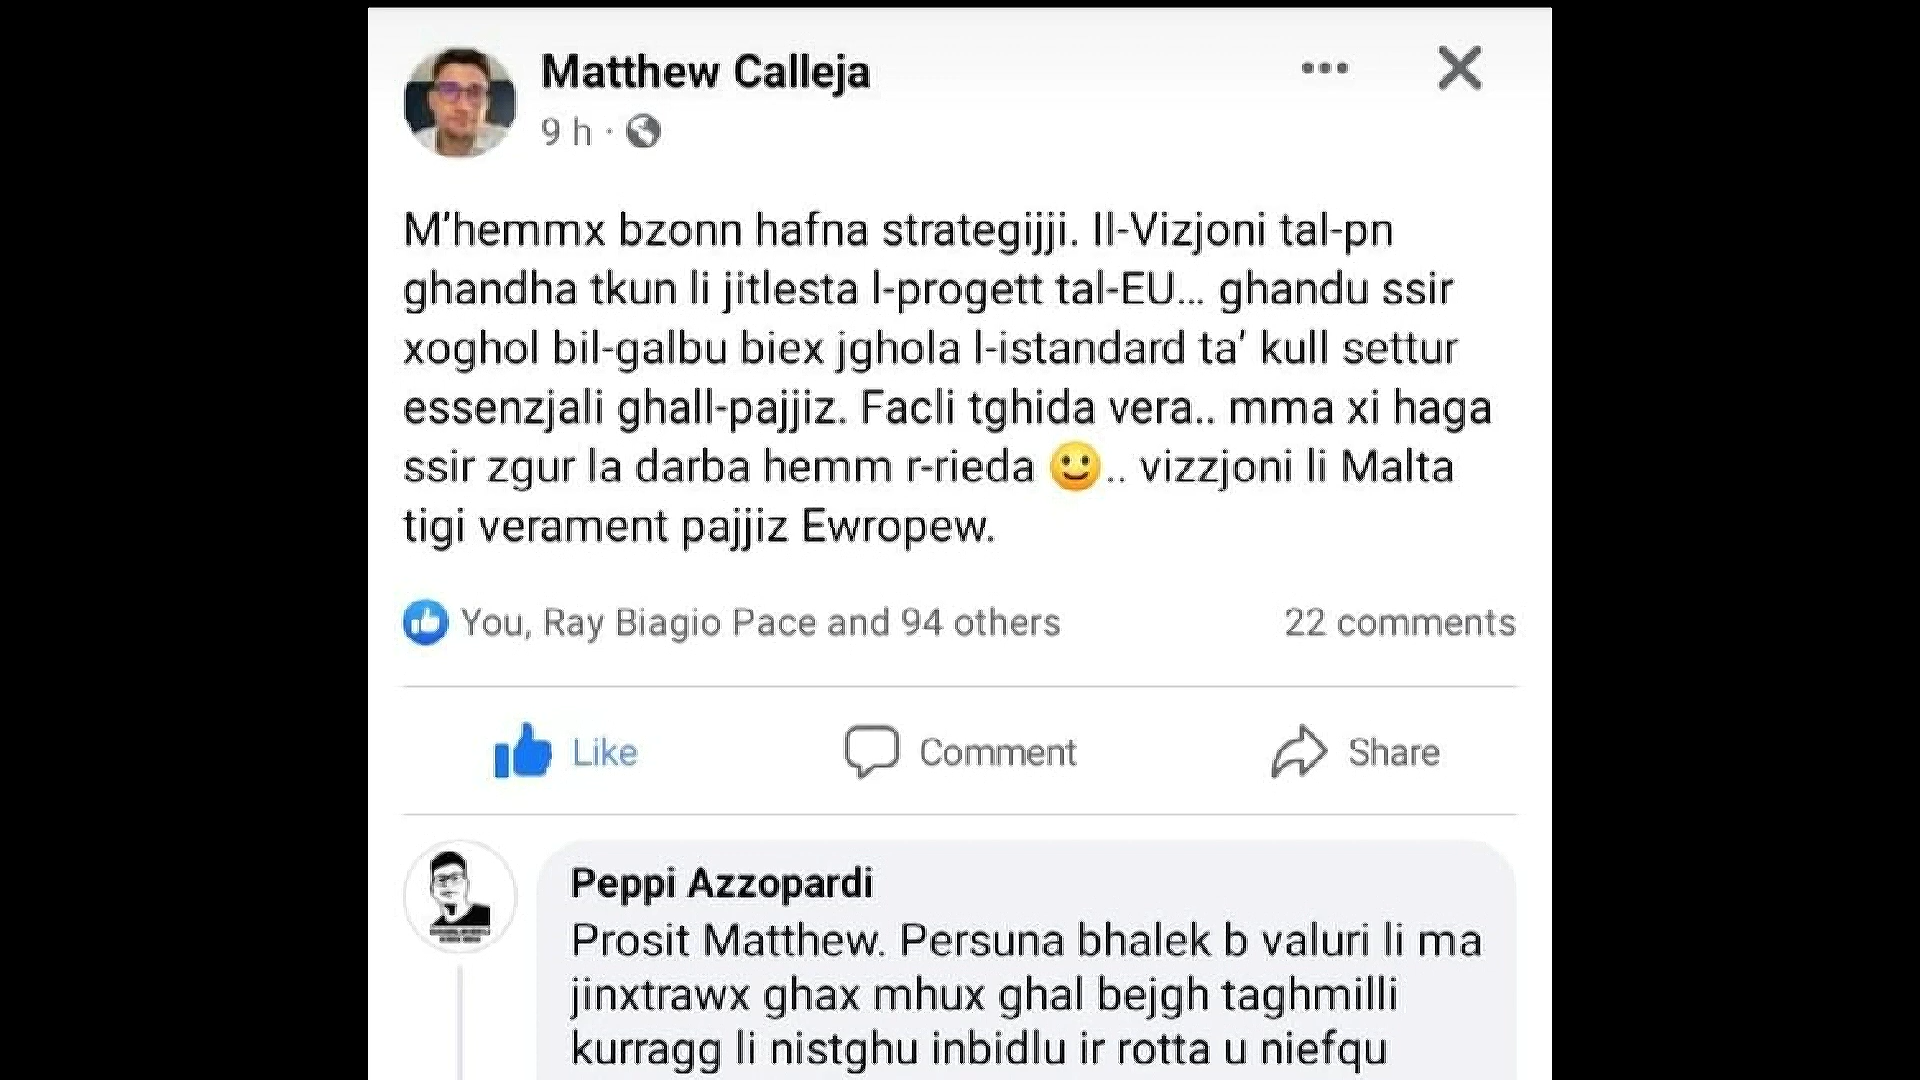 Matthew Calleja
9 h ·
M'hemmx bzonn hafna strategijji. Il-Vizjoni tal-pn
ghandha tkun li jitlesta l-progett tal-EU... ghandu ssir
xoghol bil-galbu biex jghola l-istandard ta' kull settur
essenzjali ghall-pajjiz. Facli tghida vera.. mma xi haga
ssir zgur la darba hemm r-rieda 🙂.. vizzjoni li Malta
tigi verament pajjiz Ewropew.
You, Ray Biagio Pace and 94 others 22 comments
Like Comment Share
Peppi Azzopardi
Prosit Matthew. Persuna bhalek b valuri li ma
jinxtrawx ghax mhux ghal bejgh taghmilli
kurragg li nistghu inbidlu ir rotta u niefqu